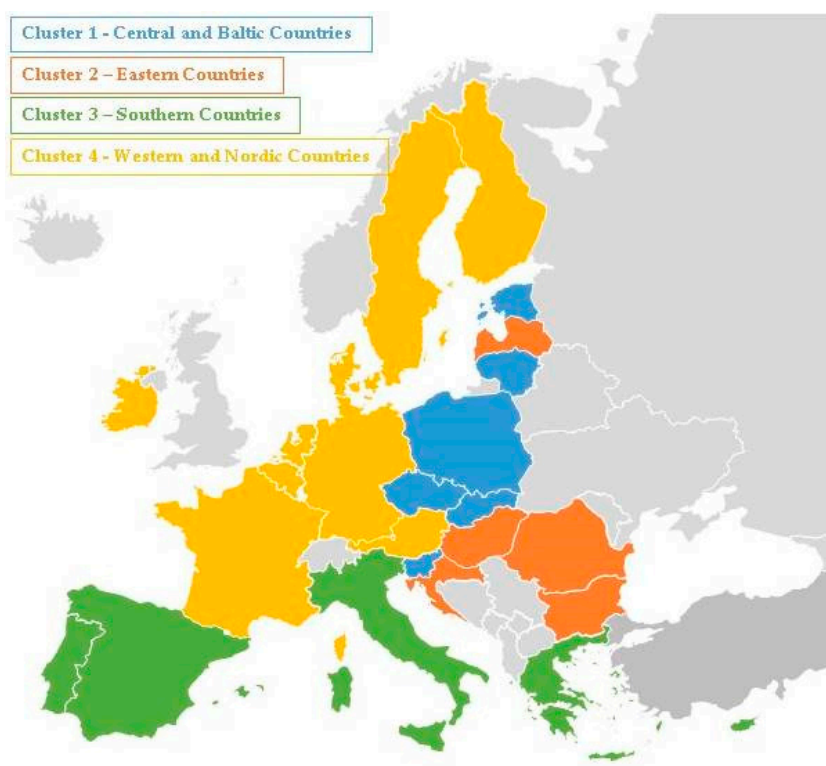 Cluster 1 - Central and Baltic Countries
Cluster 2 – Eastern Countries
Cluster 3 – Southern Countries
Cluster 4 - Western and Nordic Countries